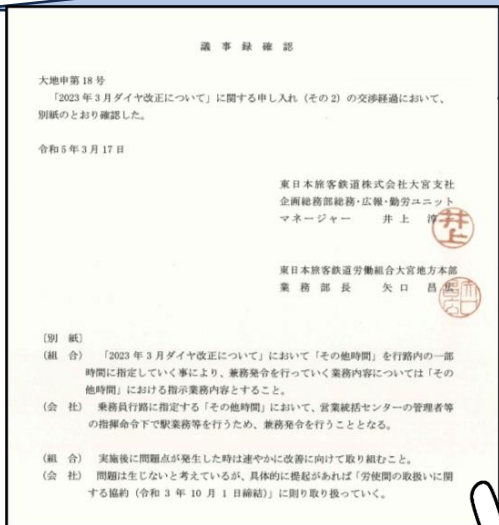 議事録確認
大地申第18号
「2023年3月ダイヤ改正について」に関する申し入れ（その2）の交渉経過において、
別紙のとおり確認した。
令和5年3月17日
東日本旅客鉄道株式会社大宮支社
企画総務部総務・広報・勤労ユニット
マネージャー 井上 淳
井上
東日本旅客鉄道労働組合大宮地方本部
業務部長 矢口 昌
〔別 紙〕
（組 合） 「2023年3月ダイヤ改正について」において「その他時間」を行路内の一部
時間に指定していく事により、兼務発令を行っていく業務内容については「その
他時間」における指示業務内容とすること。
（会 社） 乗務員行路に指定する「その他時間」において、営業統括センターの管理者等
の指揮命令下で駅業務等を行うため、兼務発令を行うこととなる。
（組 合） 実施後に問題点が発生した時は速やかに改善に向けて取り組むこと。
（会 社） 問題は生じないと考えているが、具体的に提起があれば「労使間の取扱いに関
する協約（令和3年10月1日締結）」に則り取り扱っていく。